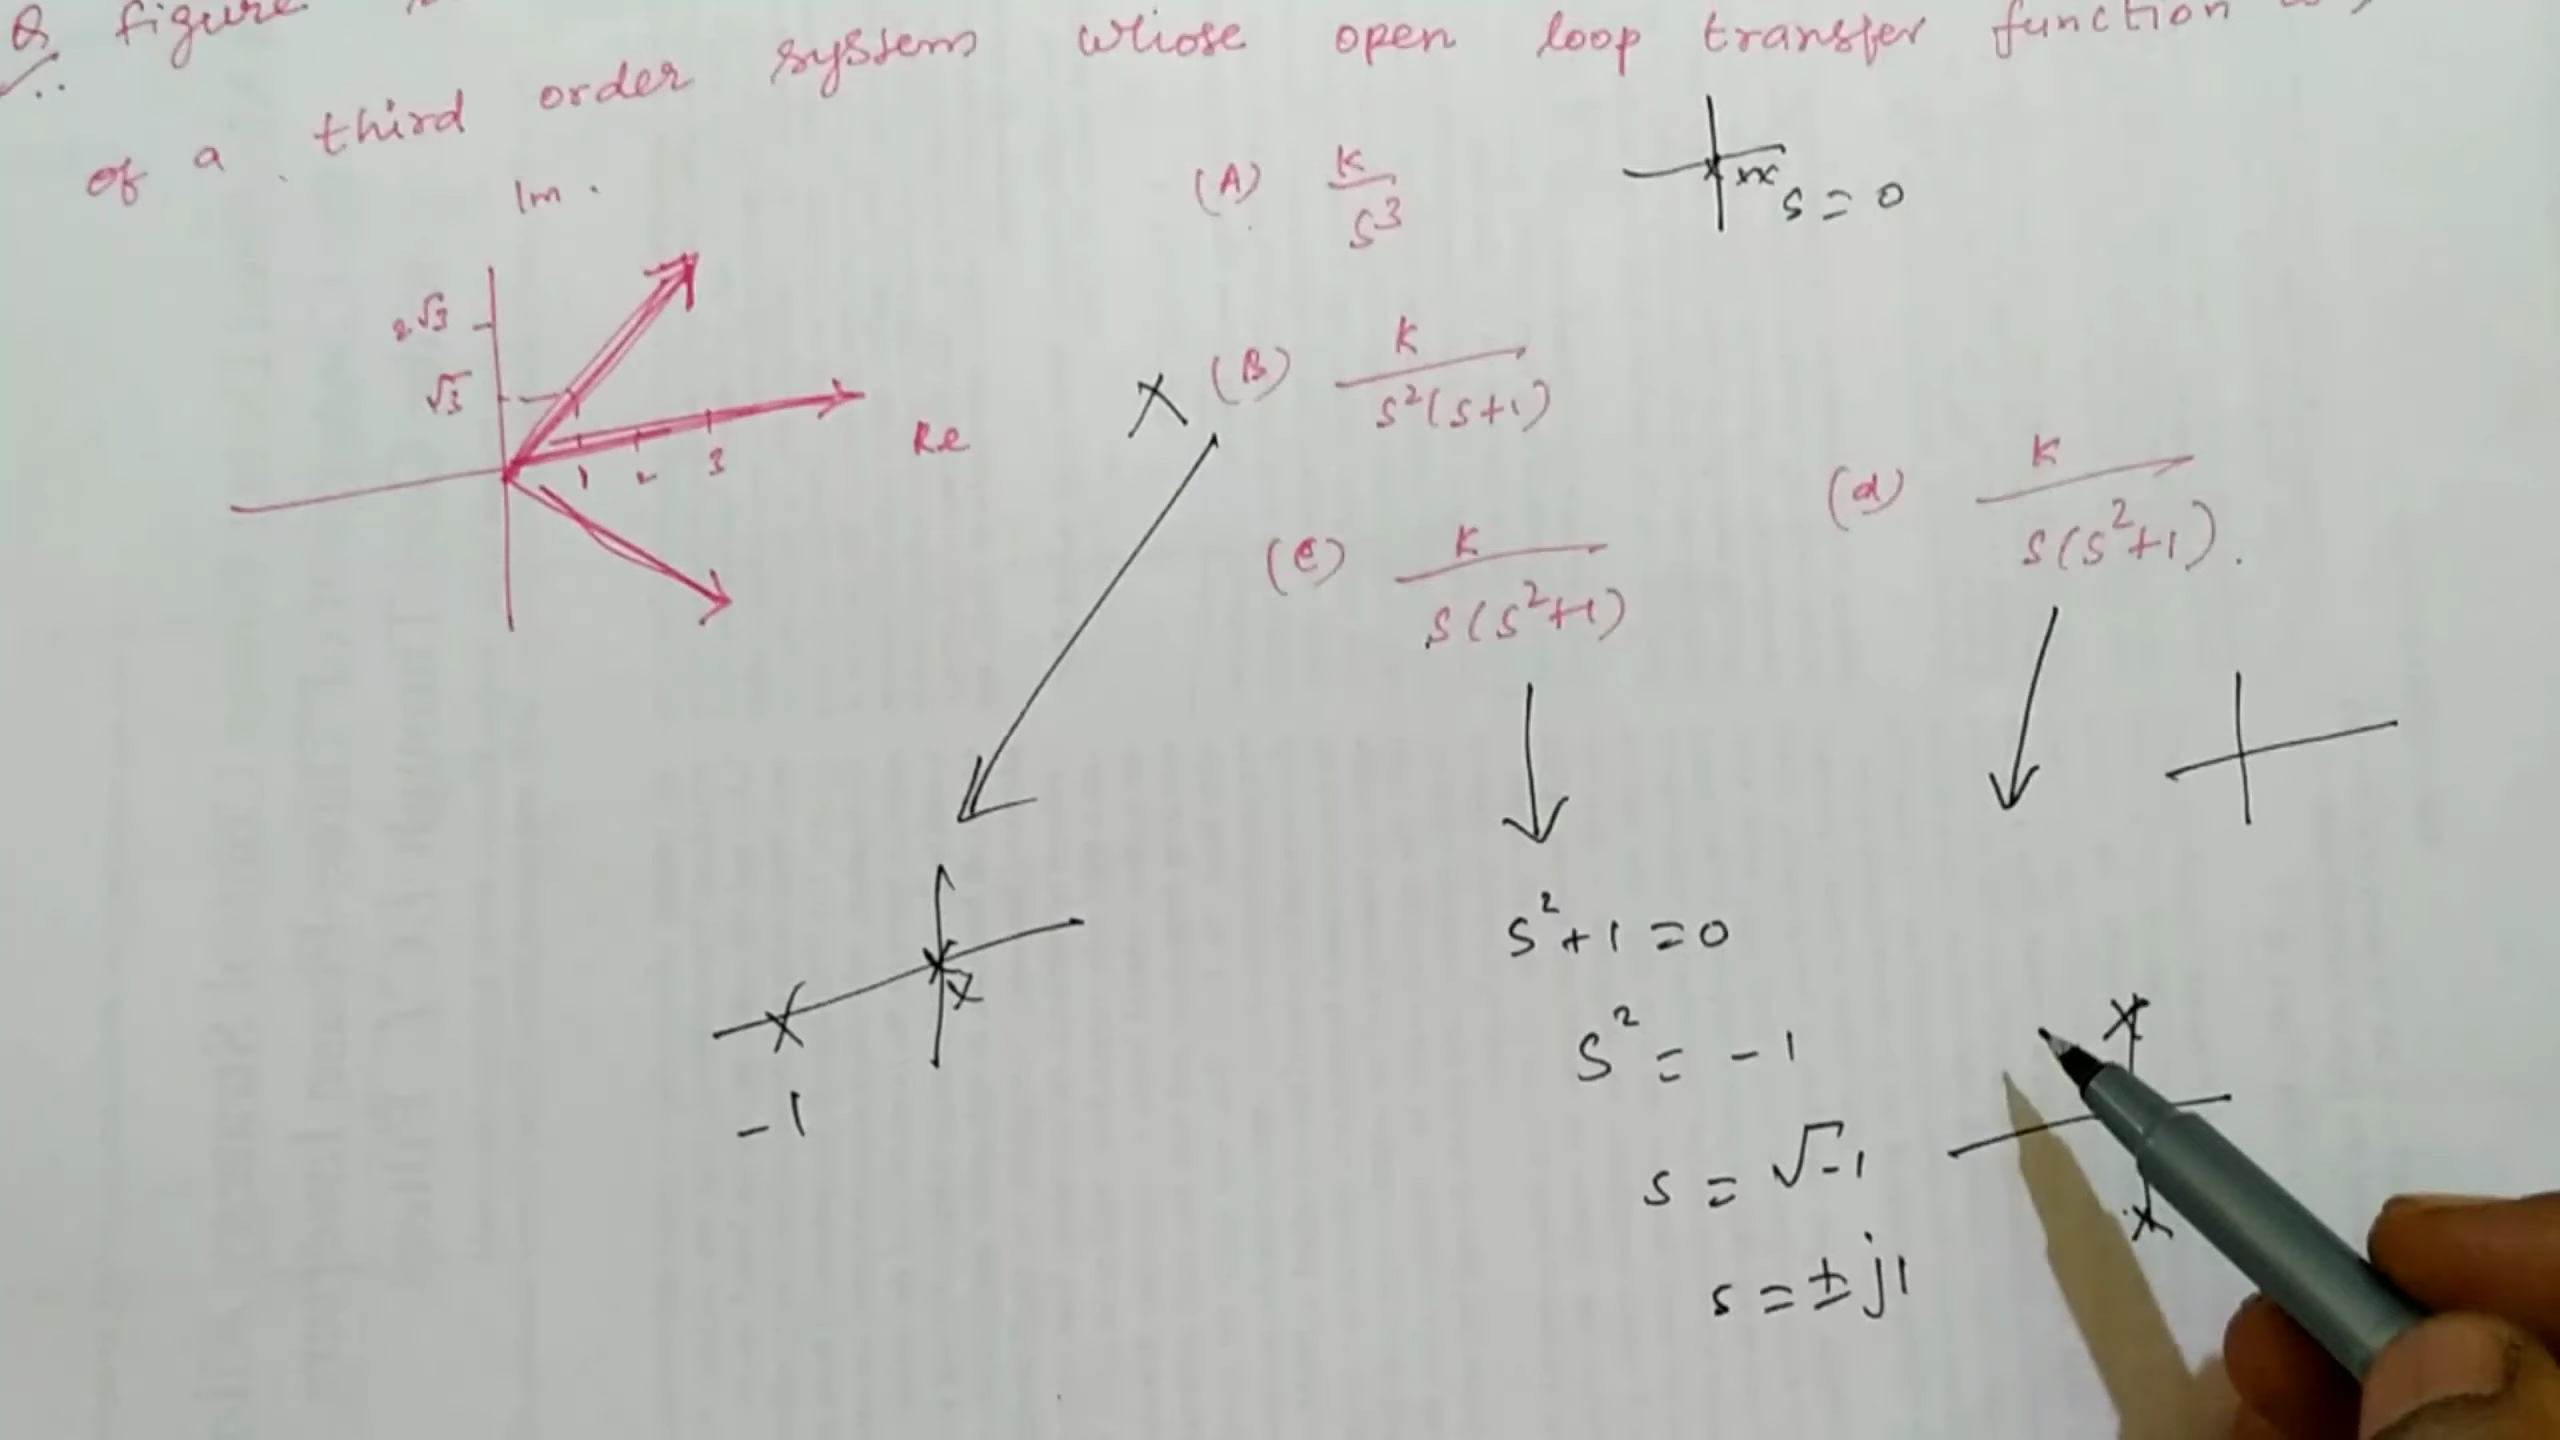 Q. figure
of a third order system whose open loop transfer function
Im .
2√3
√3
1 2 3
Re
(A) K / s³
s = 0
X (B) K / s²(s+1)
(C) K / s(s²+1)
(d) K / s(s²+1).
-1
s²+1 = 0
s² = -1
s = √-1
s = ± j1